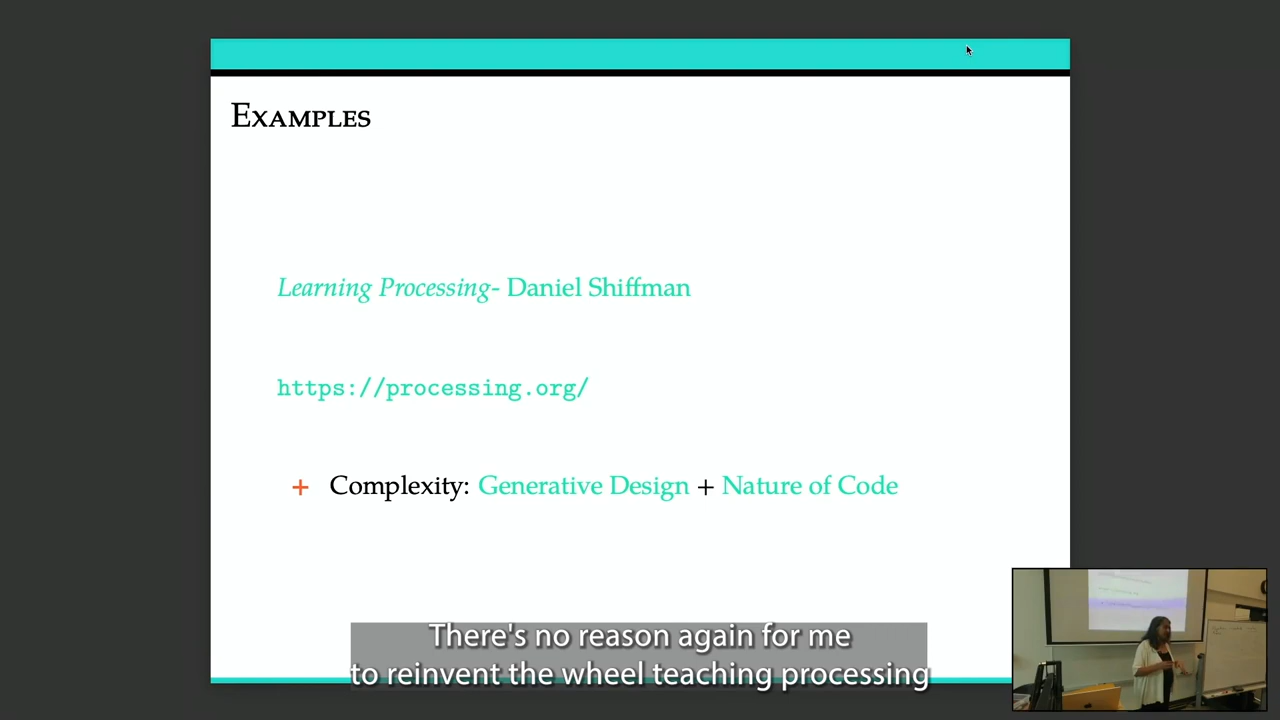 Examples
Learning Processing- Daniel Shiffman
https://processing.org/
+ Complexity: Generative Design + Nature of Code
There's no reason again for me
to reinvent the wheel teaching processing